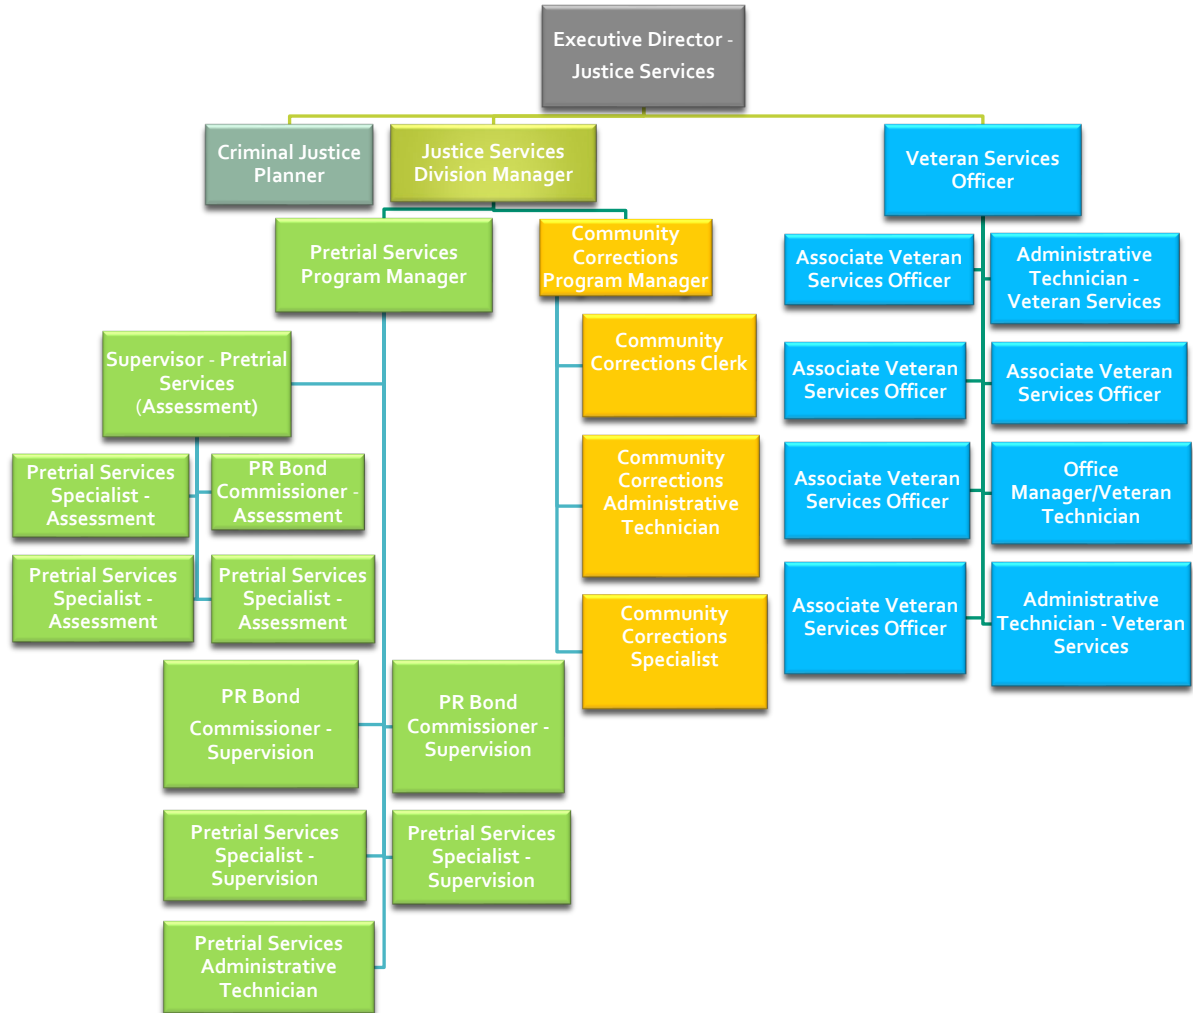 Executive Director -
Justice Services
Criminal Justice
Planner
Justice Services
Division Manager
Veteran Services
Officer
Pretrial Services
Program Manager
Community
Corrections
Program Manager
Associate Veteran
Services Officer
Administrative
Technician -
Veteran Services
Supervisor - Pretrial
Services
(Assessment)
Community
Corrections Clerk
Associate Veteran
Services Officer
Associate Veteran
Services Officer
Pretrial Services
Specialist -
Assessment
PR Bond
Commissioner -
Assessment
Community
Corrections
Administrative
Technician
Associate Veteran
Services Officer
Office
Manager/Veteran
Technician
Pretrial Services
Specialist -
Assessment
Pretrial Services
Specialist -
Assessment
Community
Corrections
Specialist
Associate Veteran
Services Officer
Administrative
Technician - Veteran
Services
PR Bond
Commissioner -
Supervision
PR Bond
Commissioner -
Supervision
Pretrial Services
Specialist -
Supervision
Pretrial Services
Specialist -
Supervision
Pretrial Services
Administrative
Technician